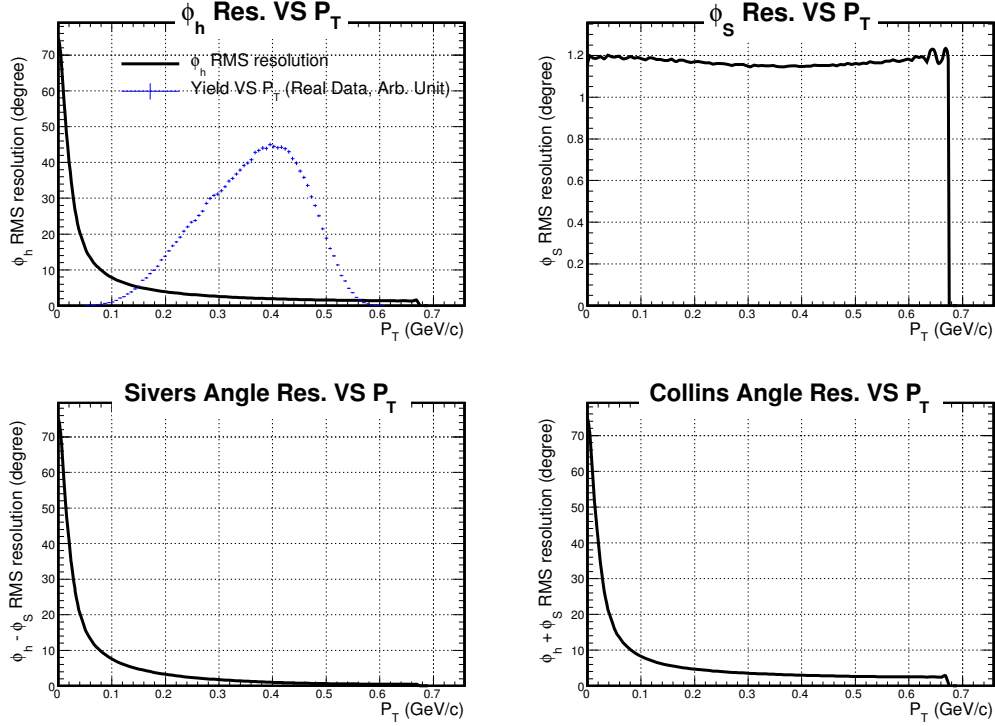 ϕh Res. VS PT
ϕh RMS resolution (degree)
70
60
50
40
30
20
10
0
ϕh RMS resolution
Yield VS PT (Real Data, Arb. Unit)
0 0.1 0.2 0.3 0.4 0.5 0.6 0.7
PT (GeV/c)
ϕS Res. VS PT
ϕS RMS resolution (degree)
1.2
1
0.8
0.6
0.4
0.2
0
0 0.1 0.2 0.3 0.4 0.5 0.6 0.7
PT (GeV/c)
Sivers Angle Res. VS PT
ϕh - ϕS RMS resolution (degree)
70
60
50
40
30
20
10
0
0 0.1 0.2 0.3 0.4 0.5 0.6 0.7
PT (GeV/c)
Collins Angle Res. VS PT
ϕh + ϕS RMS resolution (degree)
70
60
50
40
30
20
10
0
0 0.1 0.2 0.3 0.4 0.5 0.6 0.7
PT (GeV/c)